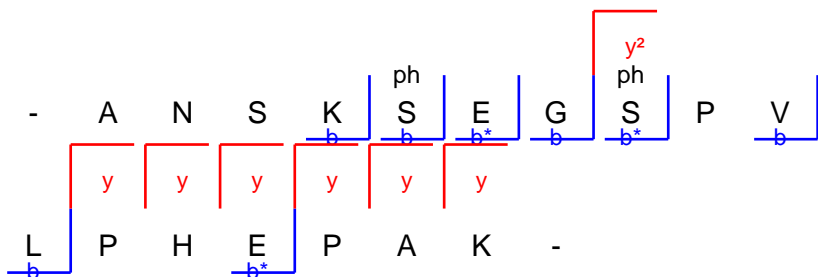 y²
ph ph
- A N S K S E G S P V
b b b* b b* b
y y y y y y
L P H E P A K -
b b*